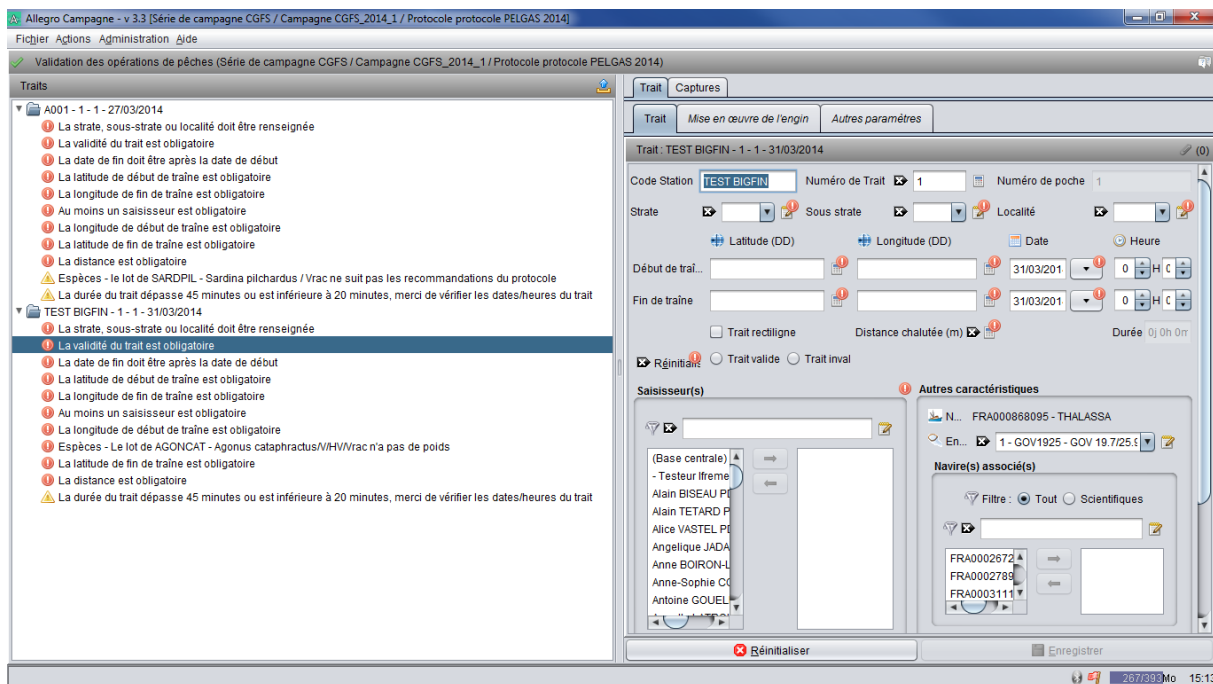 Allegro Campagne - v 3.3 [Série de campagne CGFS / Campagne CGFS_2014_1 / Protocole protocole PELGAS 2014]
Fichier Actions Administration Aide
Validation des opérations de pêches (Série de campagne CGFS / Campagne CGFS_2014_1 / Protocole protocole PELGAS 2014)
Traits
A001 - 1 - 1 - 27/03/2014
La strate, sous-strate ou localité doit être renseignée
La validité du trait est obligatoire
La date de fin doit être après la date de début
La latitude de début de traîne est obligatoire
La longitude de fin de traîne est obligatoire
Au moins un saisisseur est obligatoire
La longitude de début de traîne est obligatoire
La latitude de fin de traîne est obligatoire
La distance est obligatoire
Espèces - le lot de SARDPIL - Sardina pilchardus / Vrac ne suit pas les recommandations du protocole
La durée du trait dépasse 45 minutes ou est inférieure à 20 minutes, merci de vérifier les dates/heures du trait
TEST BIGFIN - 1 - 1 - 31/03/2014
La strate, sous-strate ou localité doit être renseignée
La validité du trait est obligatoire
La date de fin doit être après la date de début
La latitude de début de traîne est obligatoire
La longitude de fin de traîne est obligatoire
Au moins un saisisseur est obligatoire
La longitude de début de traîne est obligatoire
Espèces - Le lot de AGONCAT - Agonus cataphractus/V/HV/Vrac n'a pas de poids
La latitude de fin de traîne est obligatoire
La distance est obligatoire
La durée du trait dépasse 45 minutes ou est inférieure à 20 minutes, merci de vérifier les dates/heures du trait
Trait Captures
Trait Mise en œuvre de l'engin Autres paramètres
Trait : TEST BIGFIN - 1 - 1 - 31/03/2014 (0)
Code Station TEST BIGFIN Numéro de Trait 1 Numéro de poche 1
Strate Sous strate Localité
Latitude (DD) Longitude (DD) Date Heure
Début de traî... 31/03/201 0 H
Fin de traîne 31/03/201 0 H
Trait rectiligne Distance chalutée (m) Durée 0j 0h 0m
Réinitialis Trait valide Trait inval
Saisisseur(s)
(Base centrale)
- Testeur Ifreme
Alain BISEAU PD
Alain TETARD P
Alice VASTEL PD
Angelique JADA
Anne BOIRON-L
Anne-Sophie CO
Antoine GOUEL
Autres caractéristiques
N... FRA000868095 - THALASSA
En... 1 - GOV1925 - GOV 19.7/25.9
Navire(s) associé(s)
Filtre : Tout Scientifiques
FRA0002672
FRA0002789
FRA0003111
Réinitialiser Enregistrer
267/393Mo 15:13